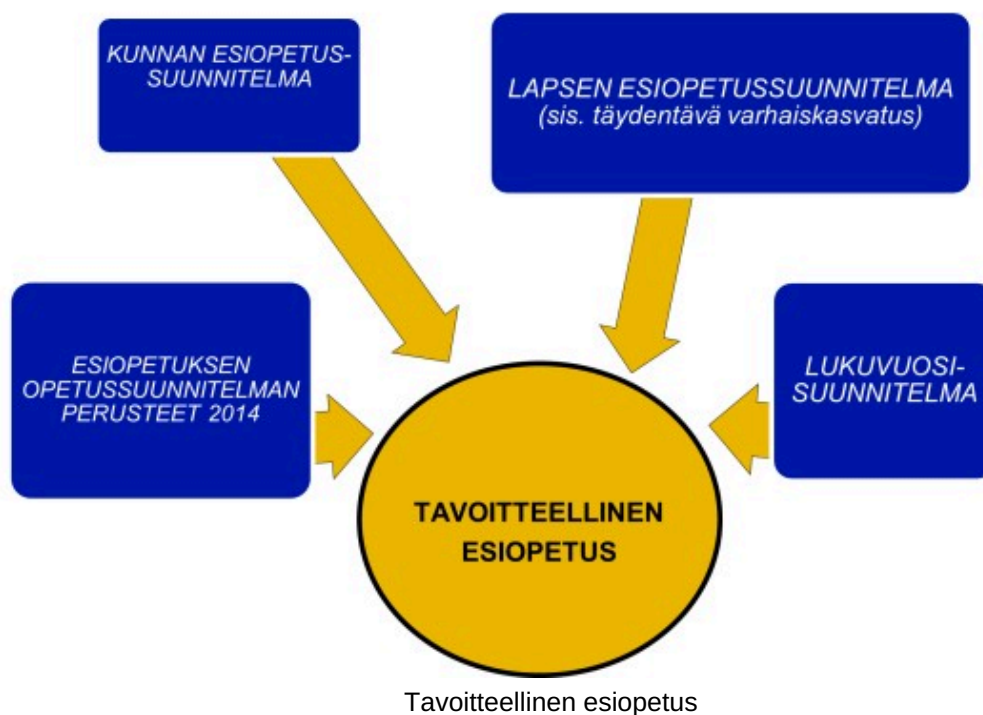 KUNNAN ESIOPETUS-
SUUNNITELMA
LAPSEN ESIOPETUSSUUNNITELMA
(sis. täydentävä varhaiskasvatus)
ESIOPETUKSEN
OPETUSSUUNNITELMAN
PERUSTEET 2014
LUKUVUOSI-
SUUNNITELMA
TAVOITTEELLINEN
ESIOPETUS
Tavoitteellinen esiopetus